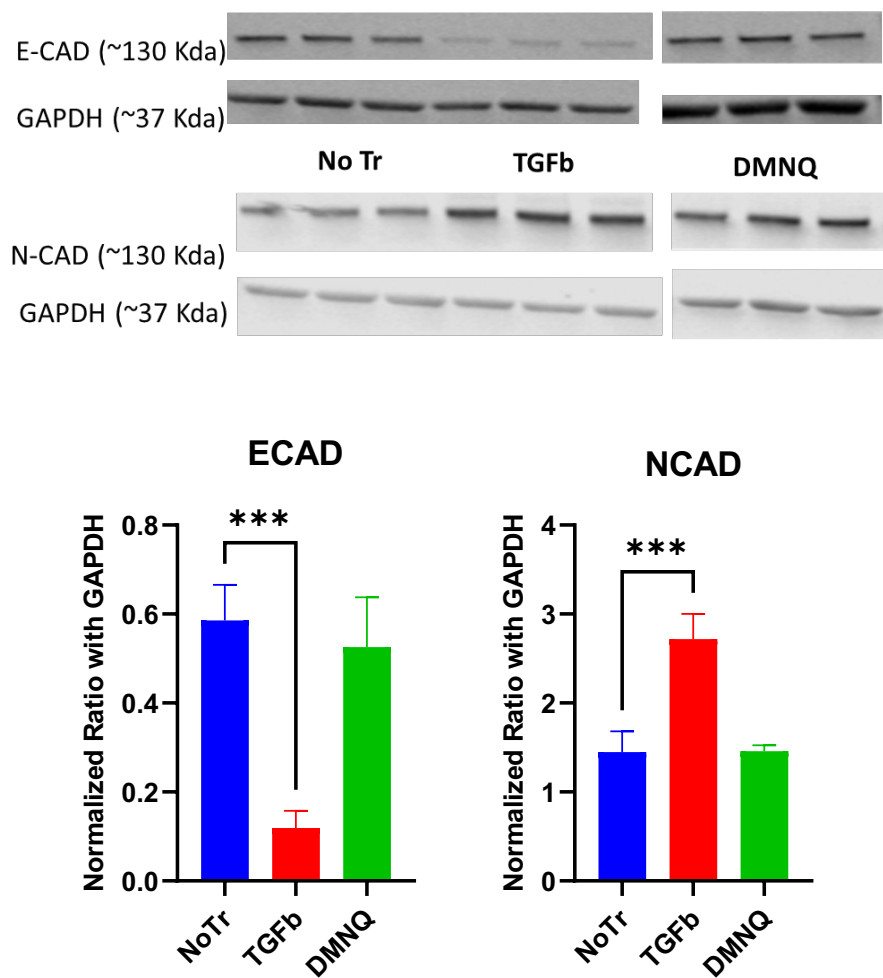 E-CAD (~130 Kda)
GAPDH (~37 Kda)
No Tr TGFb DMNQ
N-CAD (~130 Kda)
GAPDH (~37 Kda)
ECAD
Normalized Ratio with GAPDH
0.8
0.6
0.4
0.2
0.0
***
NoTr TGFb DMNQ
NCAD
Normalized Ratio with GAPDH
4
3
2
1
0
***
NoTr TGFb DMNQ